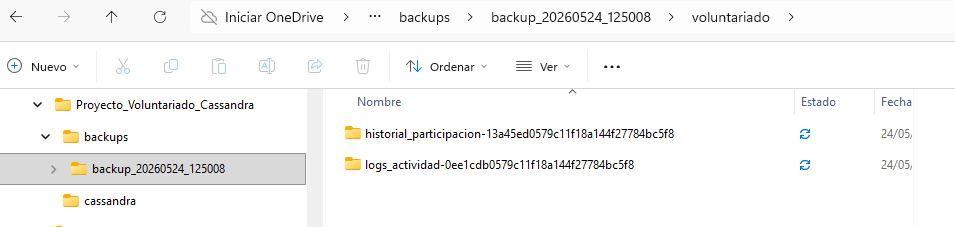 Iniciar OneDrive > ... backups > backup_20260524_125008 > voluntariado >
Nuevo Ordenar Ver ...
Proyecto_Voluntariado_Cassandra
backups
backup_20260524_125008
cassandra
Nombre Estado Fecha
historial_participacion-13a45ed0579c11f18a144f27784bc5f8 24/05/
logs_actividad-0ee1cdb0579c11f18a144f27784bc5f8 24/05/